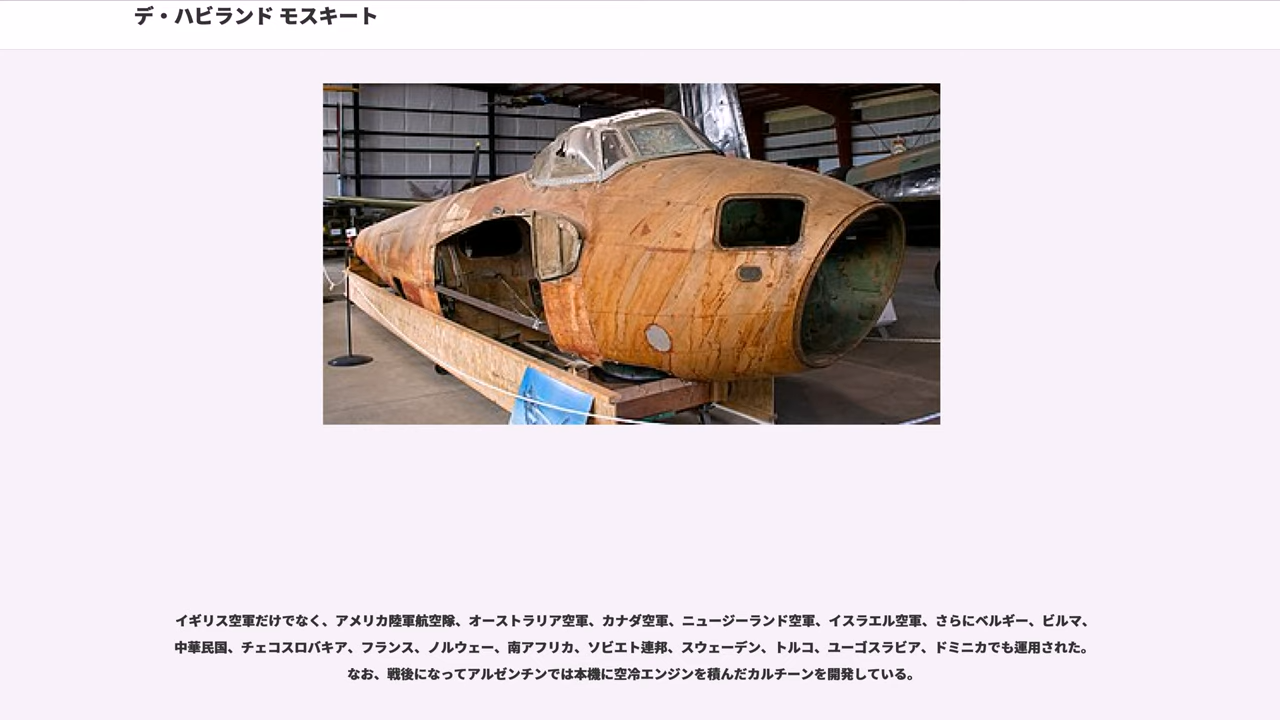 デ・ハビランド モスキート
イギリス空軍だけでなく、アメリカ陸軍航空隊、オーストラリア空軍、カナダ空軍、ニュージーランド空軍、イスラエル空軍、さらにベルギー、ビルマ、
中華民国、チェコスロバキア、フランス、ノルウェー、南アフリカ、ソビエト連邦、スウェーデン、トルコ、ユーゴスラビア、ドミニカでも運用された。
なお、戦後になってアルゼンチンでは本機に空冷エンジンを積んだカルチーンを開発している。